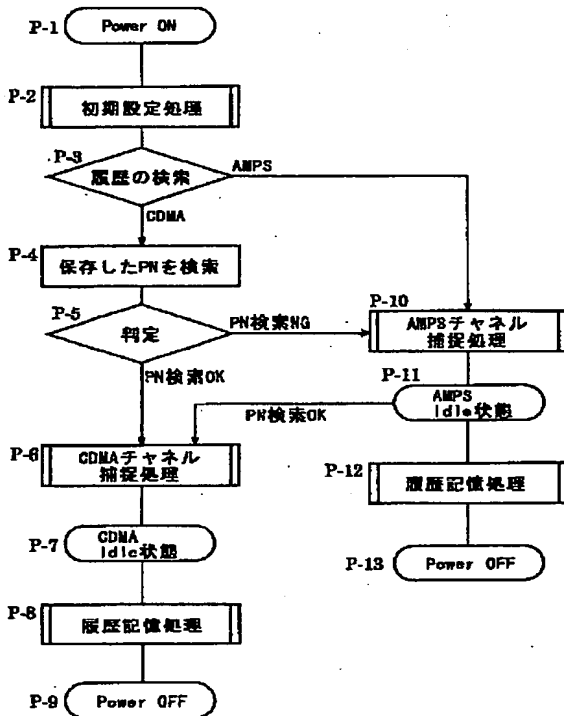 P-1 Power ON
P-2 初期設定処理
P-3 履歴の検索
AMPS
CDMA
P-4 保存したPNを検索
P-5 判定
PN検索NG
PN検索OK
P-10 AMPSチャネル
捕捉処理
P-11 AMPS
Idle状態
PN検索OK
P-6 CDMAチャネル
捕捉処理
P-12 履歴記憶処理
P-7 CDMA
Idle状態
P-13 Power OFF
P-8 履歴記憶処理
P-9 Power OFF